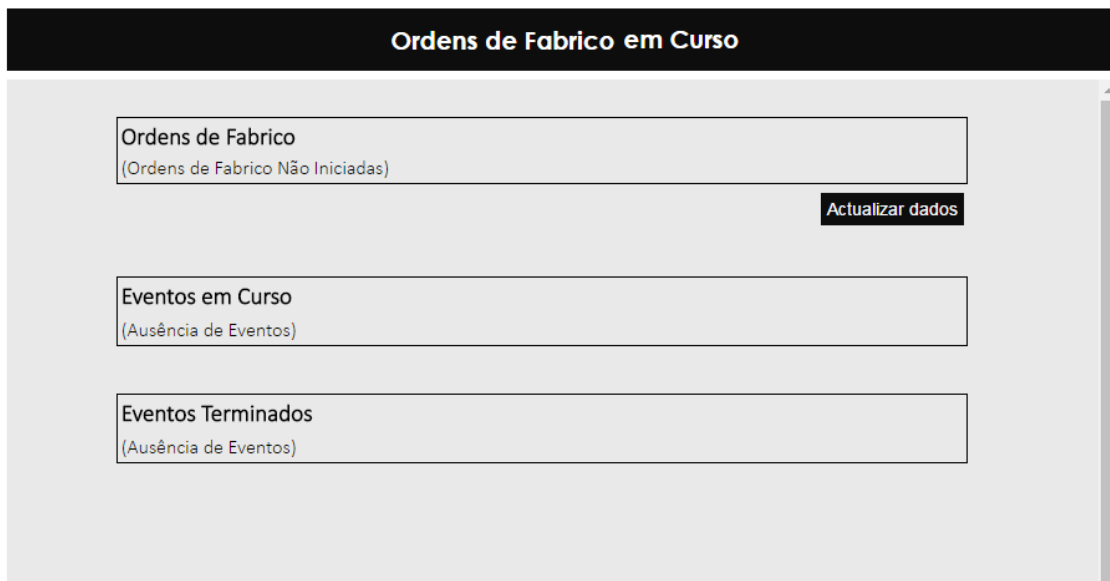 Ordens de Fabrico em Curso
Ordens de Fabrico
(Ordens de Fabrico Não Iniciadas)
Actualizar dados
Eventos em Curso
(Ausência de Eventos)
Eventos Terminados
(Ausência de Eventos)